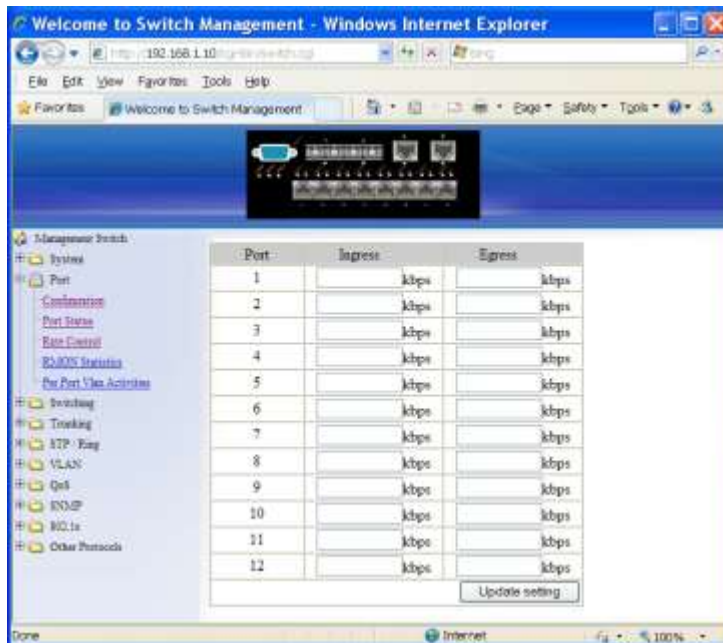 Welcome to Switch Management - Windows Internet Explorer
192.168.1.10
File Edit View Favorites Tools Help
Favorites Welcome to Switch Management Page Safety Tools
Management Switch
System
Port
Configuration
Port Status
Rate Control
RMON Statistics
Per Port Vlan Activities
Switching
Trunking
STP / Ring
VLAN
QoS
SNMP
802.1x
Other Protocols
Port Ingress Egress
1 kbps kbps
2 kbps kbps
3 kbps kbps
4 kbps kbps
5 kbps kbps
6 kbps kbps
7 kbps kbps
8 kbps kbps
9 kbps kbps
10 kbps kbps
11 kbps kbps
12 kbps kbps
Update setting
Done Internet 100%